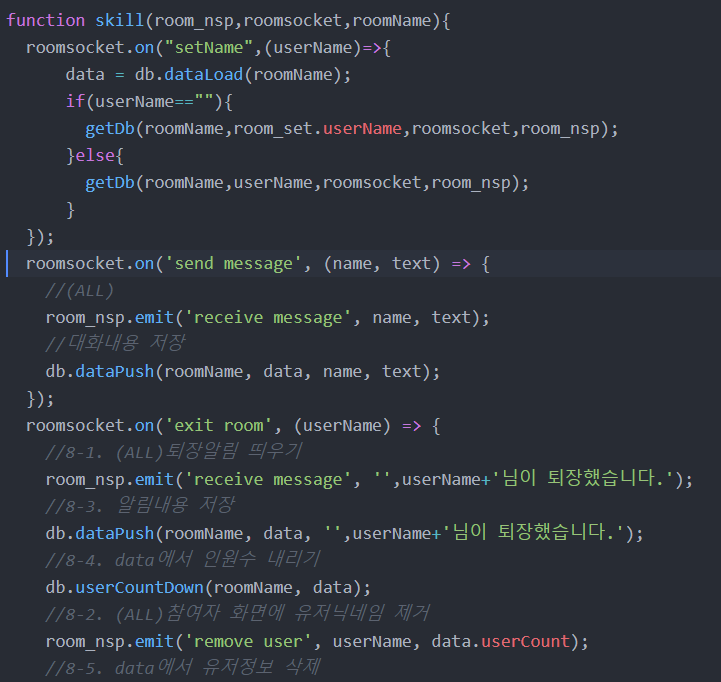 function skill(room_nsp,roomsocket,roomName){
roomsocket.on("setName",(userName)=>{
data = db.dataLoad(roomName);
if(userName==""){
getDb(roomName,room_set.userName,roomsocket,room_nsp);
}else{
getDb(roomName,userName,roomsocket,room_nsp);
}
});
roomsocket.on('send message', (name, text) => {
//(ALL)
room_nsp.emit('receive message', name, text);
//대화내용 저장
db.dataPush(roomName, data, name, text);
});
roomsocket.on('exit room', (userName) => {
//8-1. (ALL)퇴장알림 띄우기
room_nsp.emit('receive message', '',userName+'님이 퇴장했습니다.');
//8-3. 알림내용 저장
db.dataPush(roomName, data, '',userName+'님이 퇴장했습니다.');
//8-4. data에서 인원수 내리기
db.userCountDown(roomName, data);
//8-2. (ALL)참여자 화면에 유저닉네임 제거
room_nsp.emit('remove user', userName, data.userCount);
//8-5. data에서 유저정보 삭제